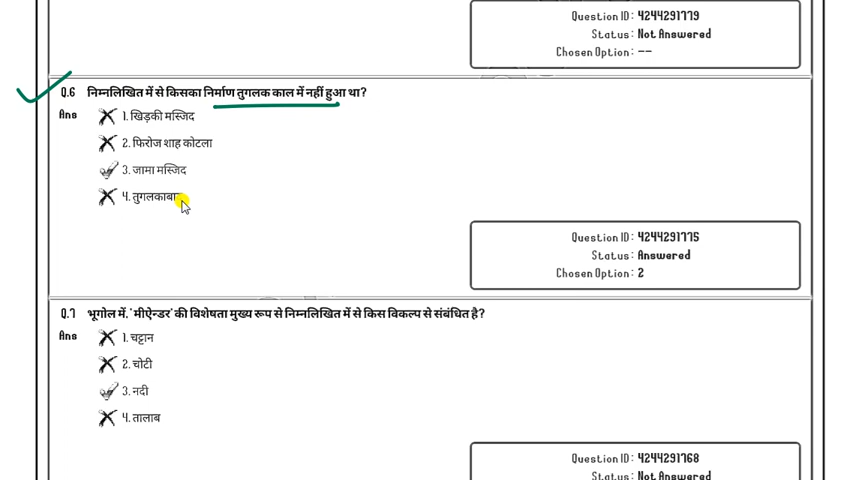 Question ID : 4244291779
Status : Not Answered
Chosen Option : --
Q.6 निम्नलिखित में से किसका निर्माण तुगलक काल में नहीं हुआ था?
Ans 1. खिड़की मस्जिद
2. फिरोज शाह कोटला
3. जामा मस्जिद
4. तुगलकाबा
Question ID : 4244291775
Status : Answered
Chosen Option : 2
Q.7 भूगोल में, 'मीऐन्डर' की विशेषता मुख्य रूप से निम्नलिखित में से किस विकल्प से संबंधित है?
Ans 1. चट्टान
2. चोटी
3. नदी
4. तालाब
Question ID : 4244291768
Status : Not Answered